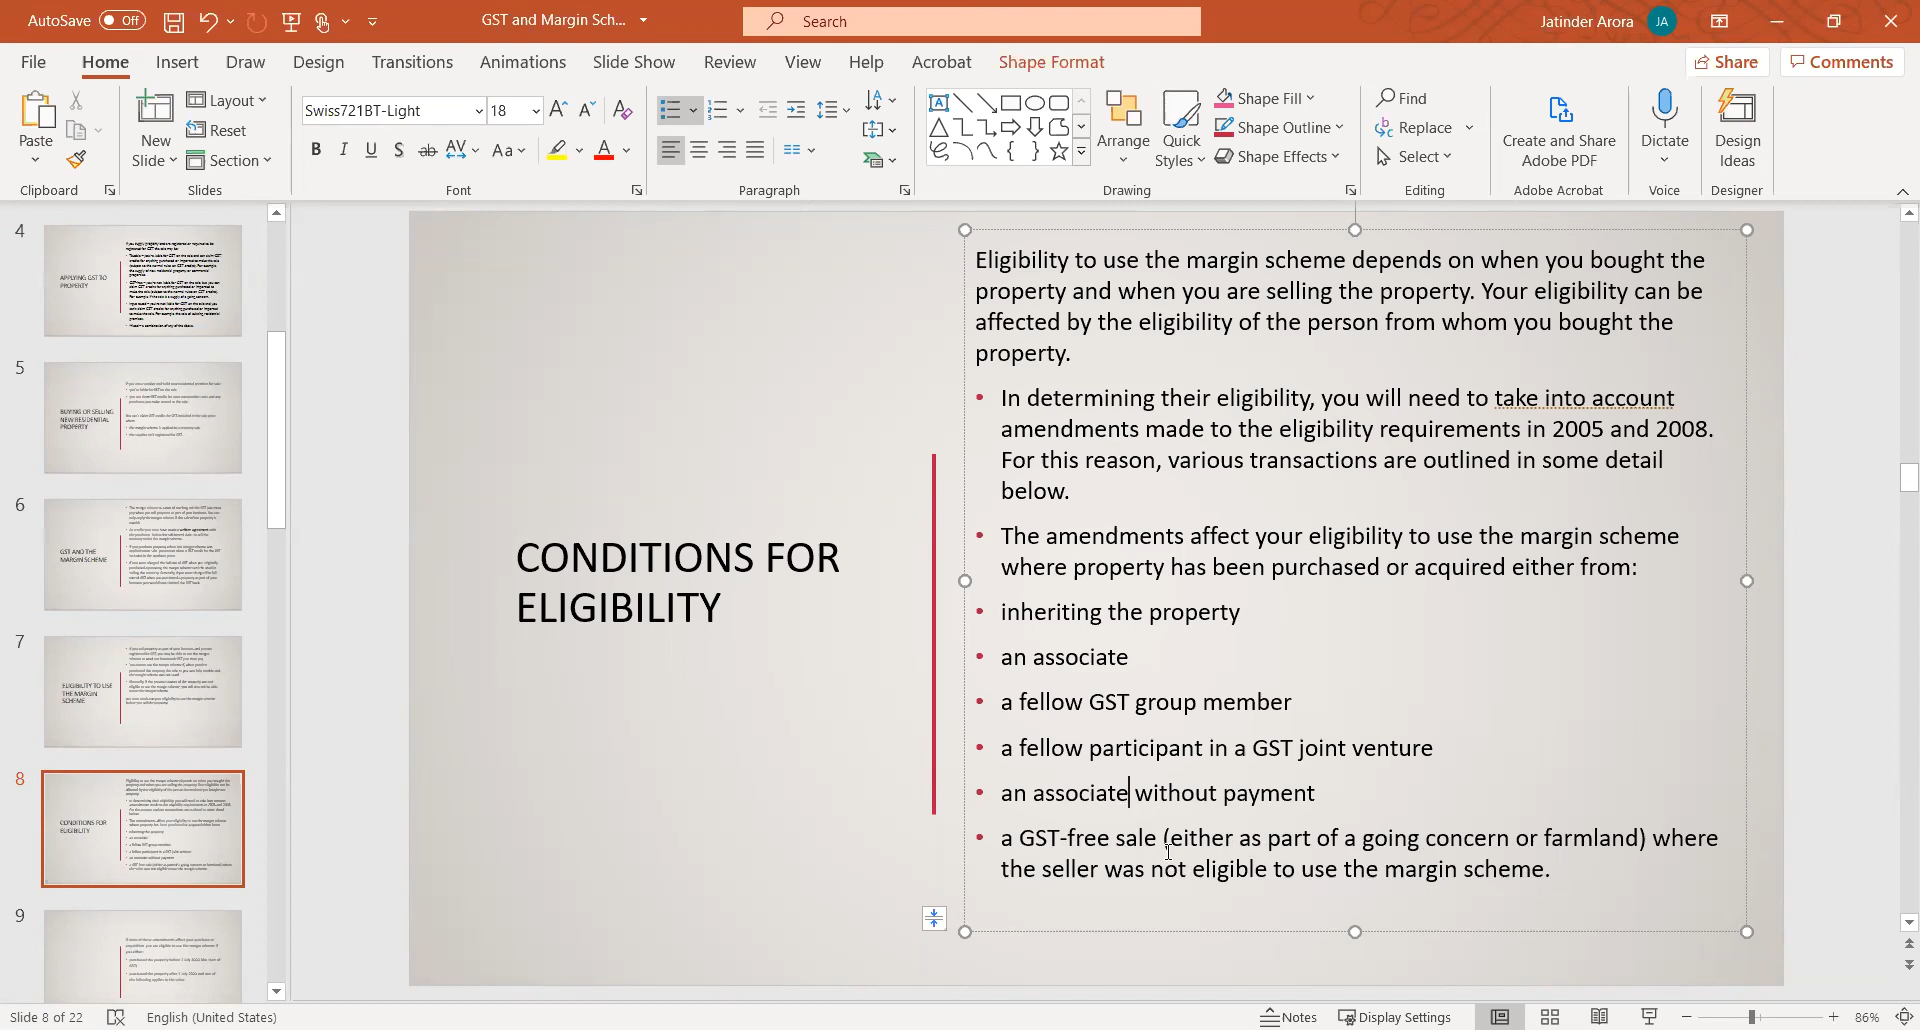 AutoSave Off
GST and Margin Sch...
Search
Jatinder Arora JA
File Home Insert Draw Design Transitions Animations Slide Show Review View Help Acrobat Shape Format Share Comments
Paste
Clipboard
New Slide
Layout
Reset
Section
Slides
Swiss721BT-Light 18
Font
Paragraph
Arrange
Quick Styles
Shape Fill
Shape Outline
Shape Effects
Drawing
Find
Replace
Select
Editing
Create and Share Adobe PDF
Adobe Acrobat
Dictate
Voice
Design Ideas
Designer
4
APPLYING GST TO
PROPERTY
5
BUYING OR SELLING
NEW RESIDENTIAL
PROPERTY
6
GST AND THE
MARGIN SCHEME
7
ELIGIBILITY TO USE
THE MARGIN
SCHEME
8
CONDITIONS FOR
ELIGIBILITY
9
CONDITIONS FOR
ELIGIBILITY
Eligibility to use the margin scheme depends on when you bought the
property and when you are selling the property. Your eligibility can be
affected by the eligibility of the person from whom you bought the
property.
• In determining their eligibility, you will need to take into account
amendments made to the eligibility requirements in 2005 and 2008.
For this reason, various transactions are outlined in some detail
below.
• The amendments affect your eligibility to use the margin scheme
where property has been purchased or acquired either from:
• inheriting the property
• an associate
• a fellow GST group member
• a fellow participant in a GST joint venture
• an associate without payment
• a GST-free sale (either as part of a going concern or farmland) where
the seller was not eligible to use the margin scheme.
Slide 8 of 22 English (United States) Notes Display Settings 86%